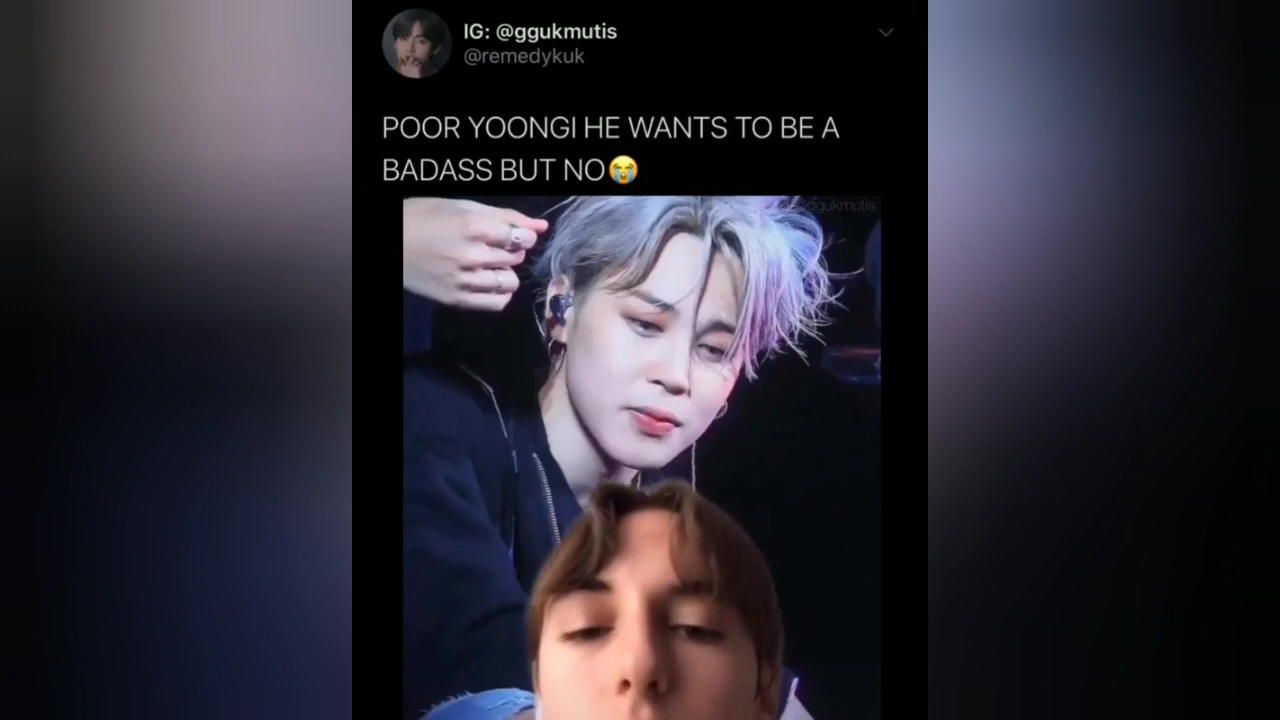 IG: @ggukmutis
@remedykuk
POOR YOONGI HE WANTS TO BE A
BADASS BUT NO😭
@ggukmutis